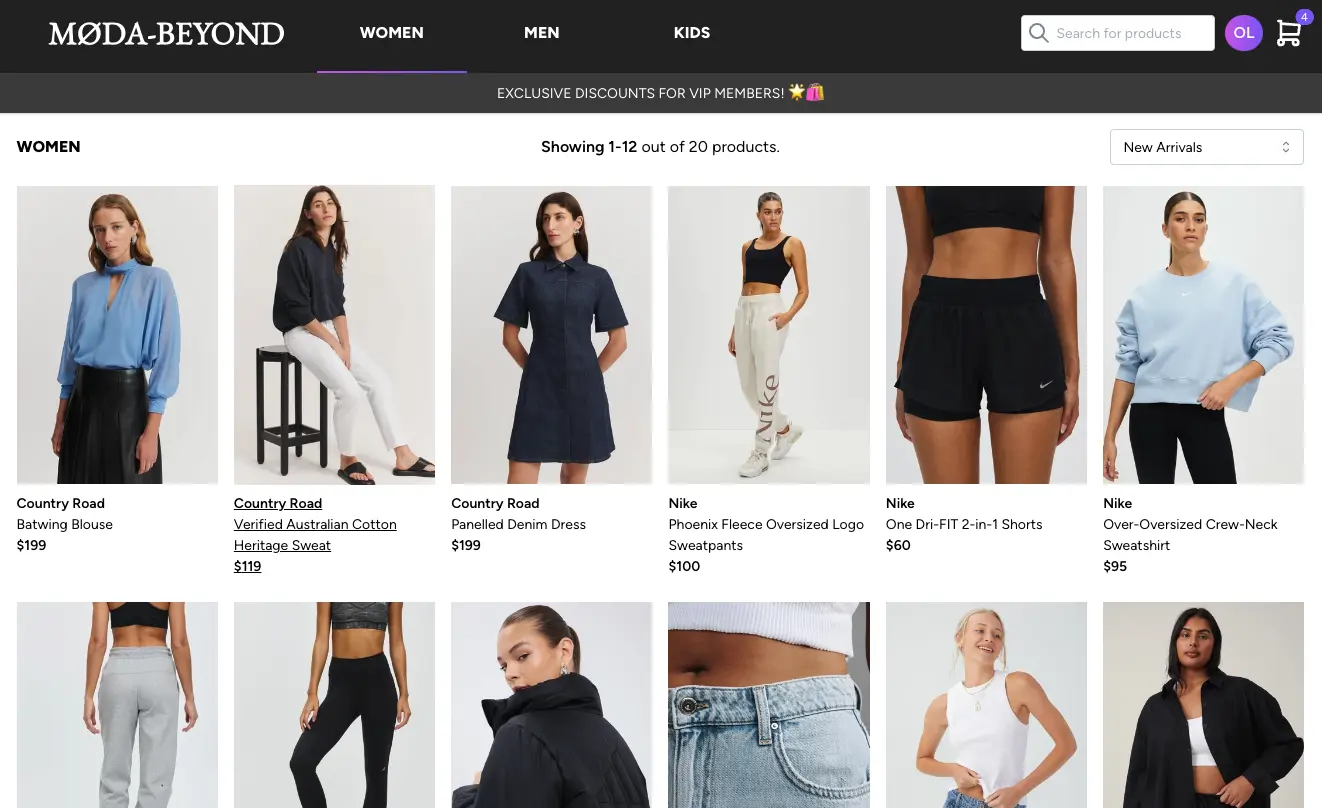 MØDA-BEYOND
WOMEN
MEN
KIDS
Search for products
OL
4
EXCLUSIVE DISCOUNTS FOR VIP MEMBERS! 🌟🛍️
WOMEN
Showing 1-12 out of 20 products.
New Arrivals
Nike
Country Road
Batwing Blouse
$199
Country Road
Verified Australian Cotton
Heritage Sweat
$119
Country Road
Panelled Denim Dress
$199
Nike
Phoenix Fleece Oversized Logo
Sweatpants
$100
Nike
One Dri-FIT 2-in-1 Shorts
$60
Nike
Over-Oversized Crew-Neck
Sweatshirt
$95